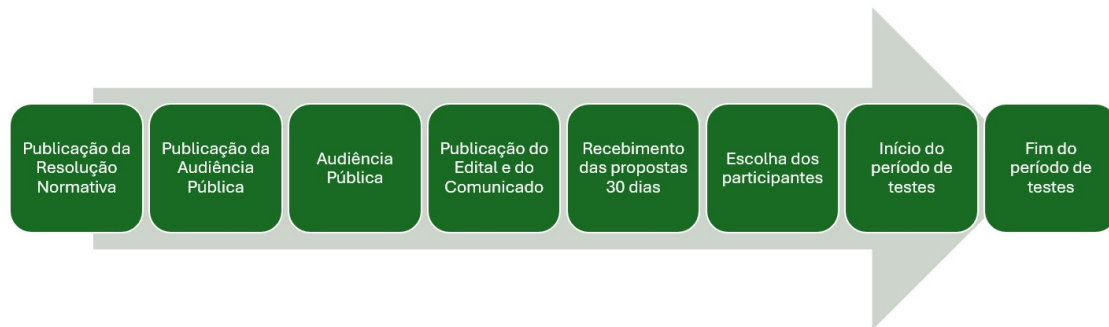 Publicação da
Resolução
Normativa
Publicação da
Audiência
Pública
Audiência
Pública
Publicação do
Edital e do
Comunicado
Recebimento
das propostas
30 dias
Escolha dos
participantes
Início do
período de
testes
Fim do
período de
testes